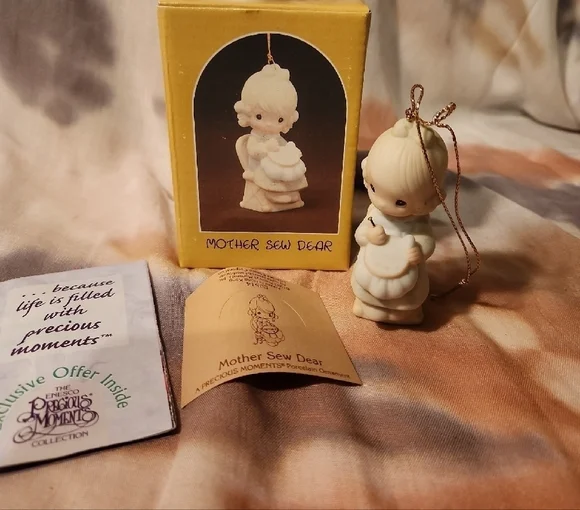 MOTHER SEW DEAR
... because
life is filled
with
precious
moments™
Exclusive Offer Inside
THE
ENESCO
PRECIOUS
MOMENTS
COLLECTION
Mother Sew Dear
A PRECIOUS MOMENTS® Porcelain Ornament